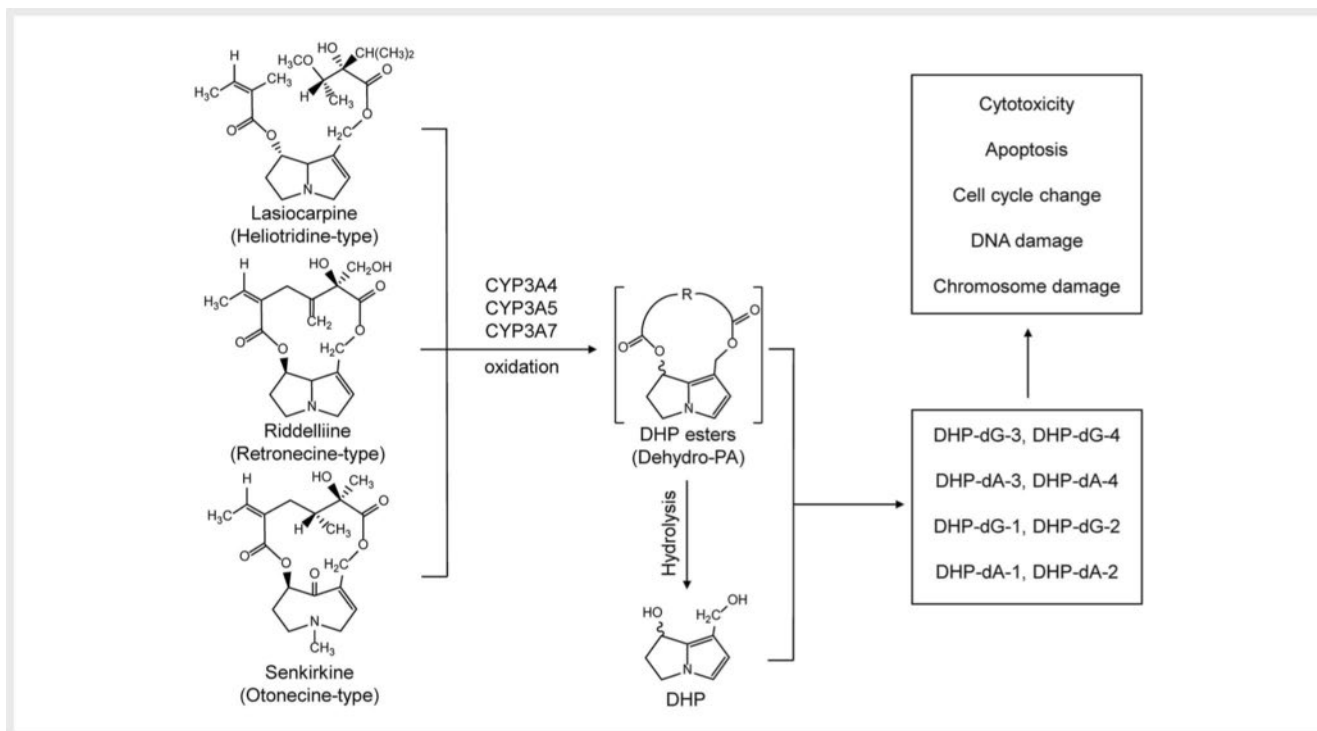 H
H₃C
CH₃
O
O
H₃CO
HO
CH(CH₃)₂
H
CH₃
O
O
H₂C
N
Lasiocarpine
(Heliotridine-type)
H
H₃C
O
O
HO
CH₂OH
CH₂
O
O
H₂C
N
Riddelliine
(Retronecine-type)
H
H₃C
O
O
HO
CH₃
H
CH₃
O
O
H₂C
O
N
CH₃
Senkirkine
(Otonecine-type)
CYP3A4
CYP3A5
CYP3A7
oxidation
R
O
O
O
O
N
DHP esters
(Dehydro-PA)
Hydrolysis
HO
H₂C
OH
N
DHP
Cytotoxicity
Apoptosis
Cell cycle change
DNA damage
Chromosome damage
DHP-dG-3, DHP-dG-4
DHP-dA-3, DHP-dA-4
DHP-dG-1, DHP-dG-2
DHP-dA-1, DHP-dA-2